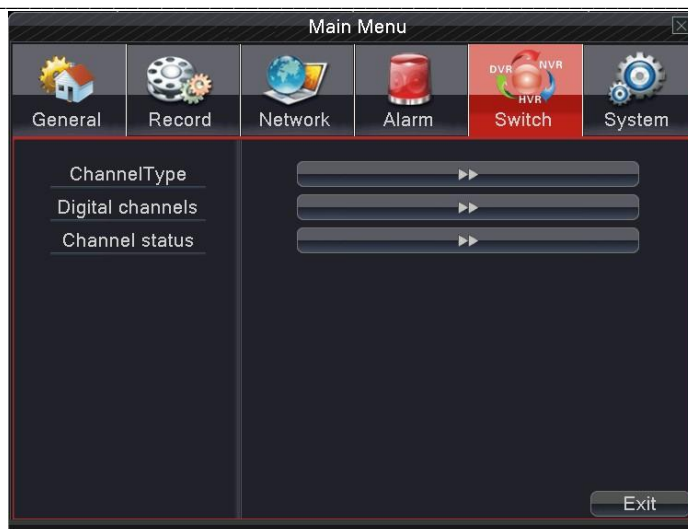 Main Menu
DVR NVR
HVR
General Record Network Alarm Switch System
ChannelType
Digital channels
Channel status
Exit